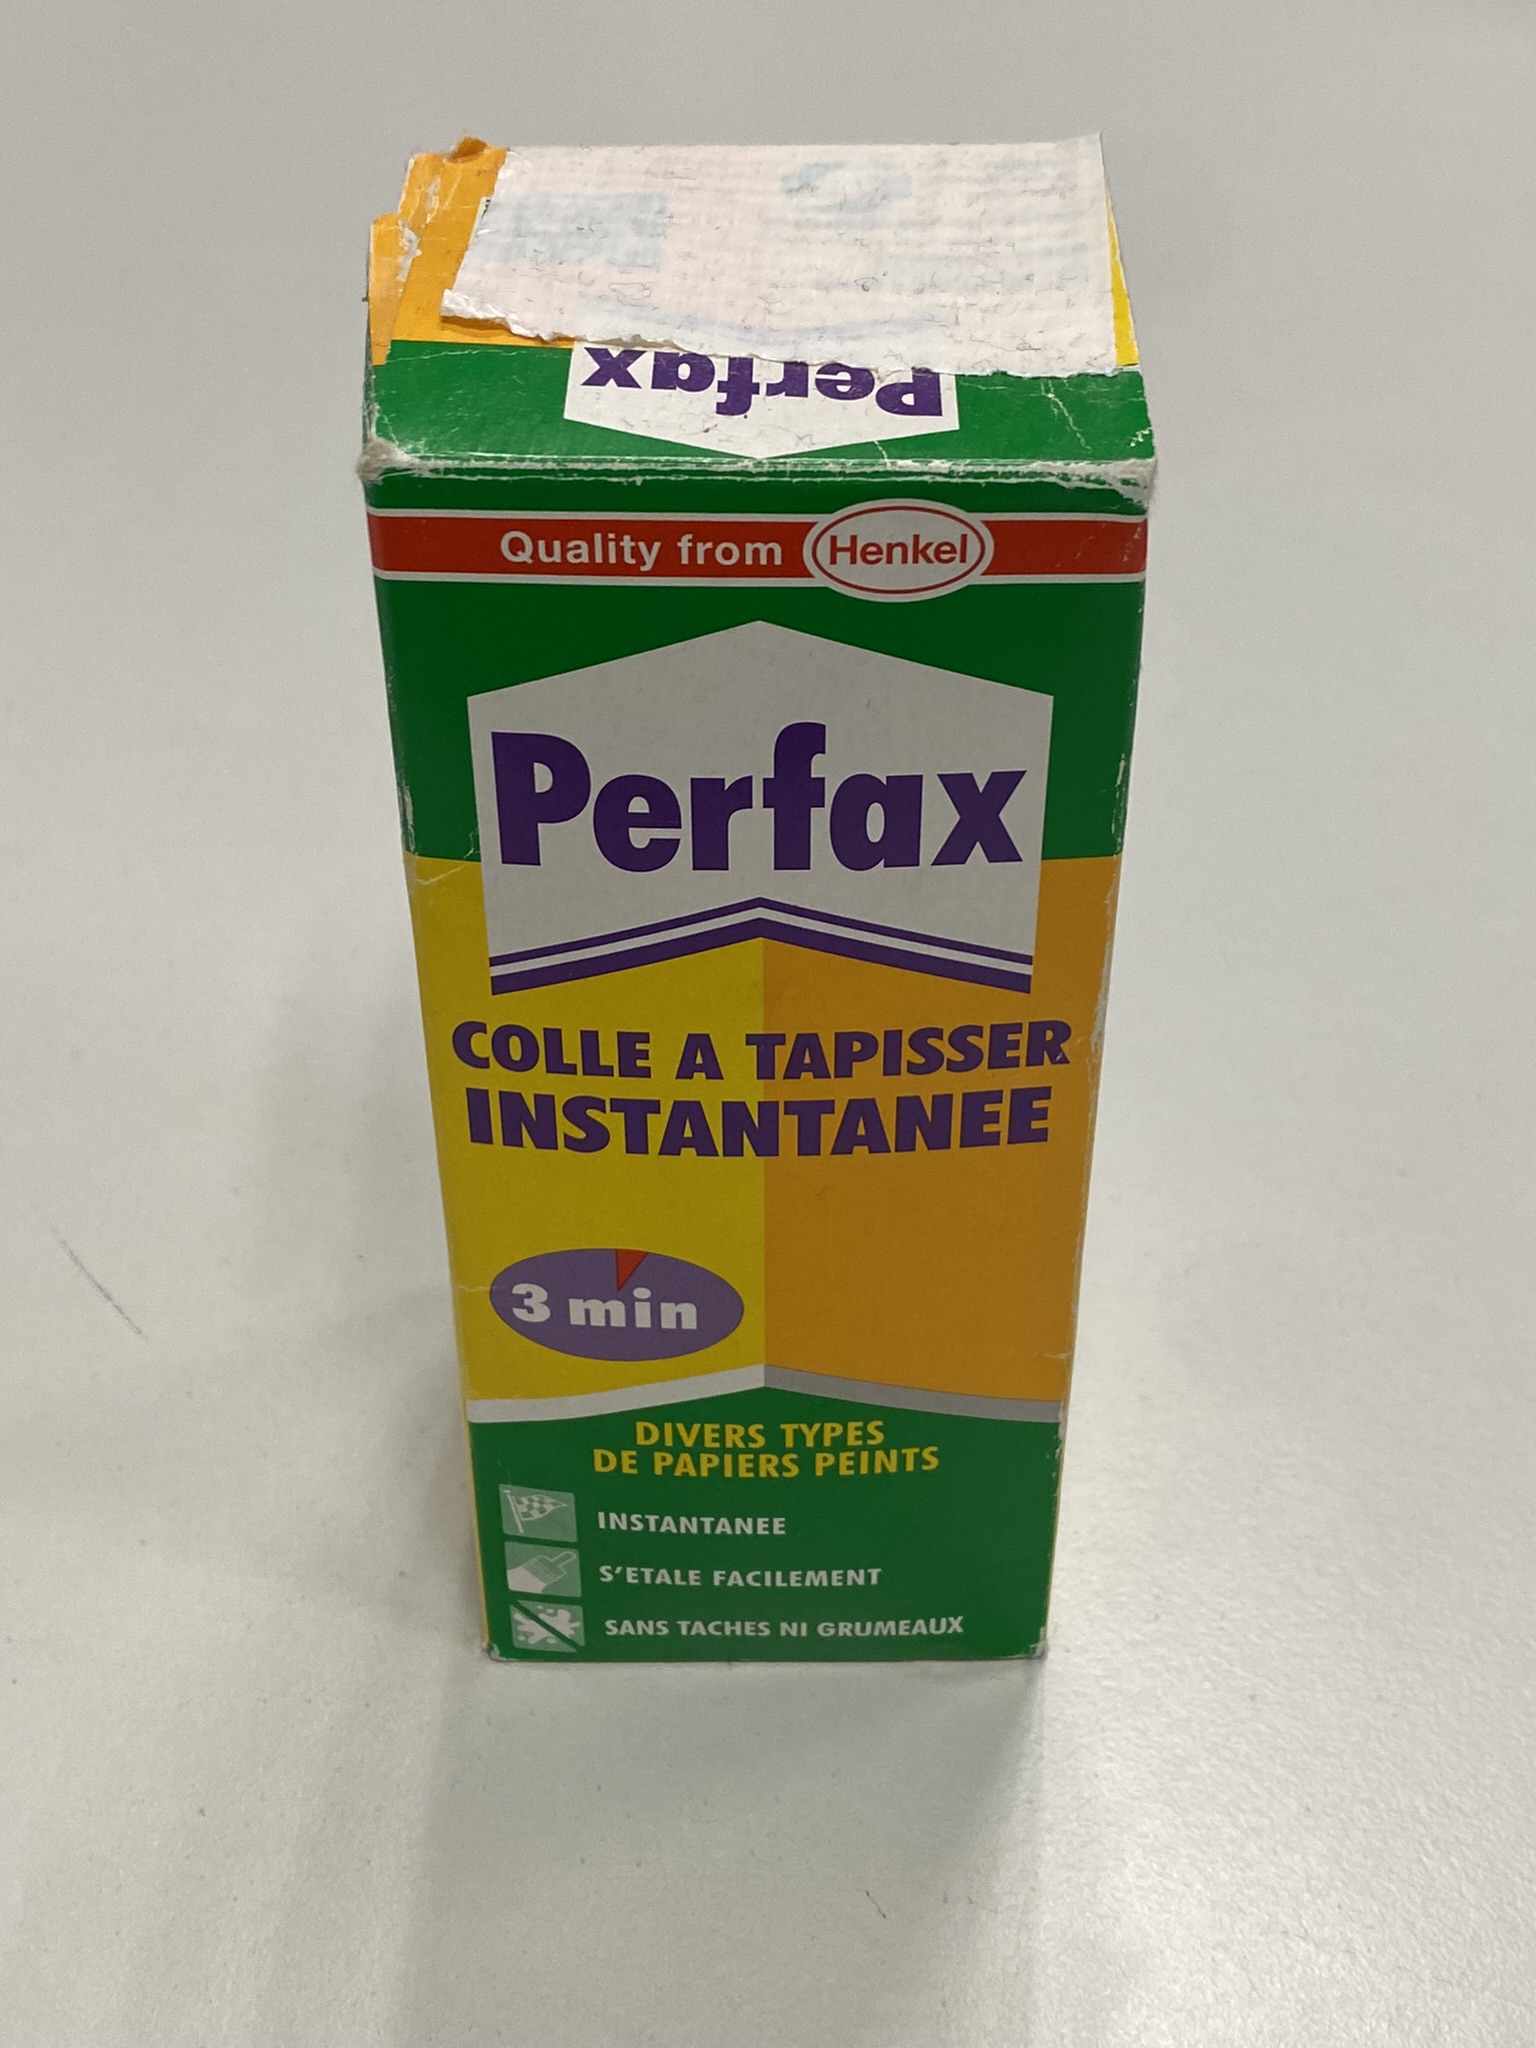 Perfax
Quality from Henkel
Perfax
COLLE A TAPISSER
INSTANTANEE
3 min
DIVERS TYPES
DE PAPIERS PEINTS
INSTANTANEE
S'ETALE FACILEMENT
SANS TACHES NI GRUMEAUX